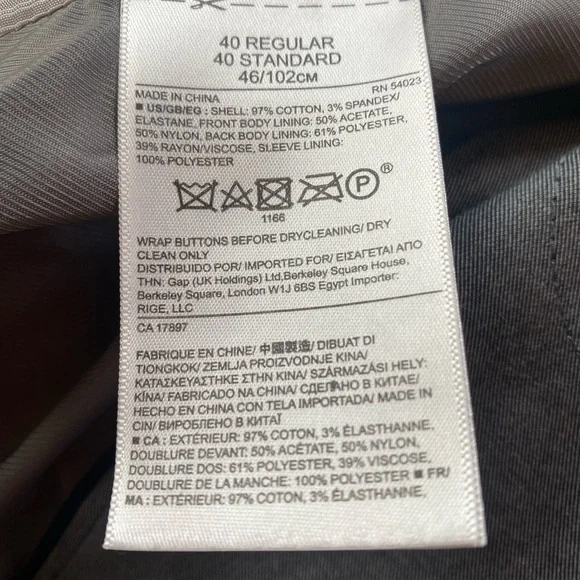 40 REGULAR
40 STANDARD
46/102CM
MADE IN CHINA RN 54023
■ US/GB/EG : SHELL: 97% COTTON, 3% SPANDEX/
ELASTANE, FRONT BODY LINING: 50% ACETATE,
50% NYLON, BACK BODY LINING: 61% POLYESTER,
39% RAYON/VISCOSE, SLEEVE LINING:
100% POLYESTER
P ®
1166
WRAP BUTTONS BEFORE DRYCLEANING/ DRY
CLEAN ONLY
DISTRIBUIDO POR/ IMPORTED FOR/ ΕΙΣΑΓΕΤΑΙ ΑΠΟ
THN: Gap (UK Holdings) Ltd,Berkeley Square House,
Berkeley Square, London W1J 6BS Egypt Importer:
RIGE, LLC
CA 17897
FABRIQUE EN CHINE/ 中國製造/ DIBUAT DI
TIONGKOK/ ZEMLJA PROIZVODNJE KINA/
ΚΑΤΑΣΚΕΥΑΣΤΗΚΕ ΣΤΗΝ ΚΙΝΑ/ SZÁRMAZÁSI HELY:
KÍNA/ FABRICADO NA CHINA/ СДЕЛАНО В КИТАЕ/
HECHO EN CHINA CON TELA IMPORTADA/ MADE IN
CIN/ ВИРОБЛЕНО В КИТАЇ
■ CA : EXTÉRIEUR: 97% COTON, 3% ÉLASTHANNE,
DOUBLURE DEVANT: 50% ACÉTATE, 50% NYLON,
DOUBLURE DOS: 61% POLYESTER, 39% VISCOSE,
DOUBLURE DE LA MANCHE: 100% POLYESTER ■ FR/
MA : EXTÉRIEUR: 97% COTON, 3% ÉLASTHANNE,